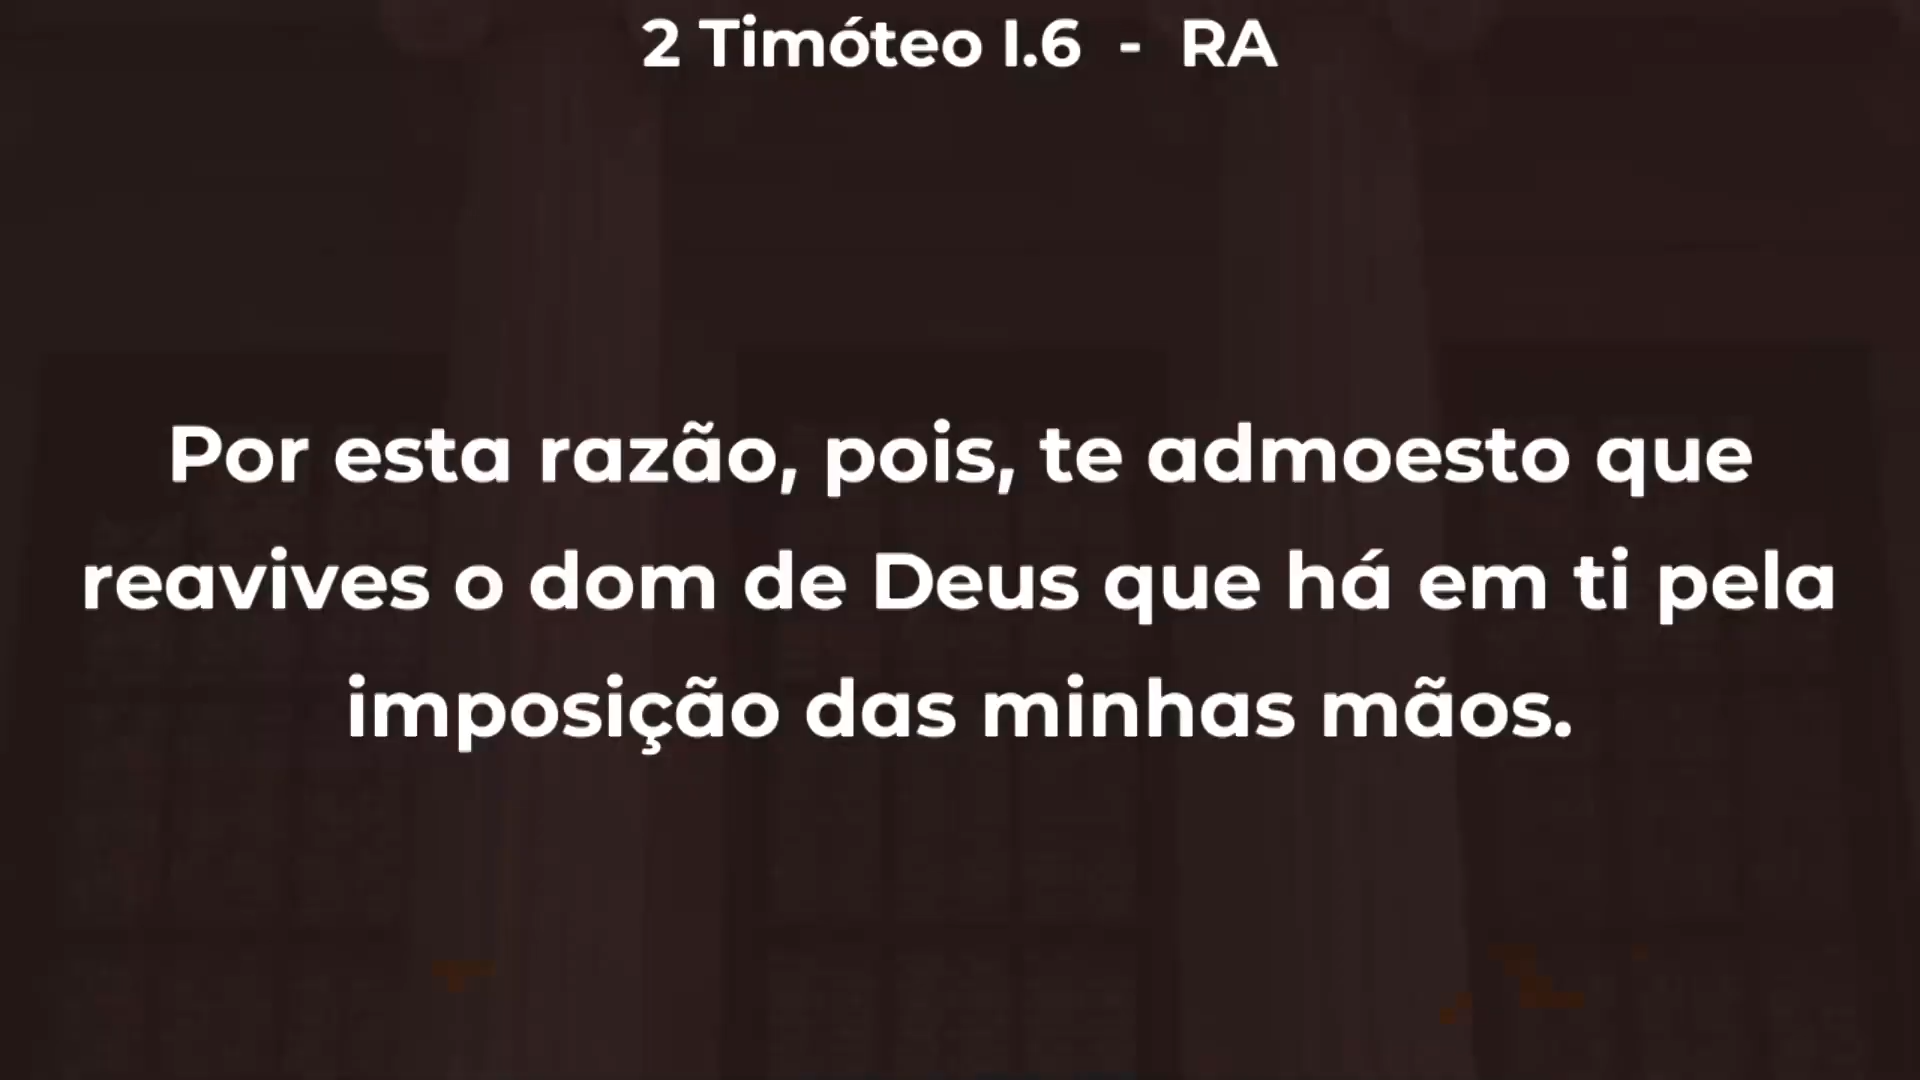 2 Timóteo I.6 - RA
Por esta razão, pois, te admoesto que
reavives o dom de Deus que há em ti pela
imposição das minhas mãos.